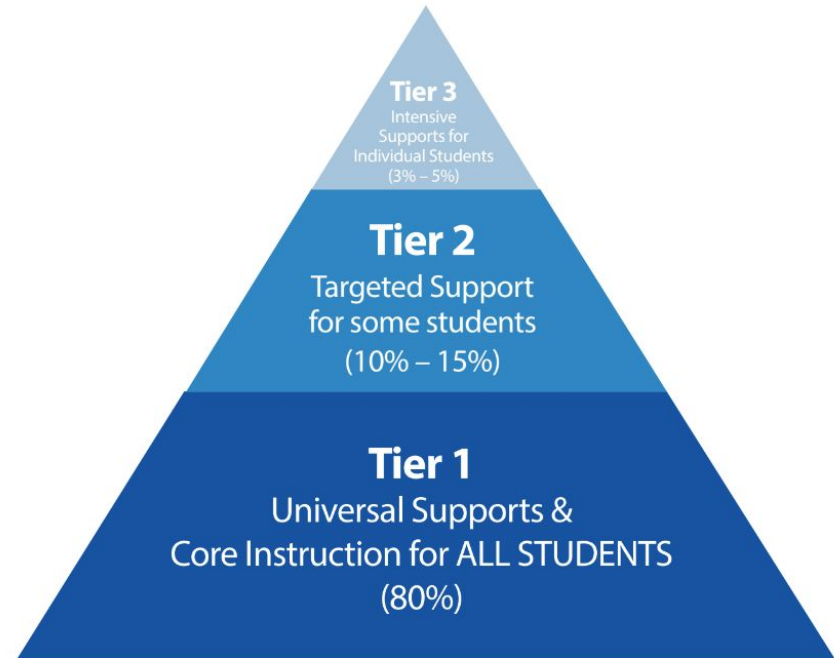 Tier 3
Intensive
Supports for
Individual Students
(3% – 5%)
Tier 2
Targeted Support
for some students
(10% – 15%)
Tier 1
Universal Supports &
Core Instruction for ALL STUDENTS
(80%)